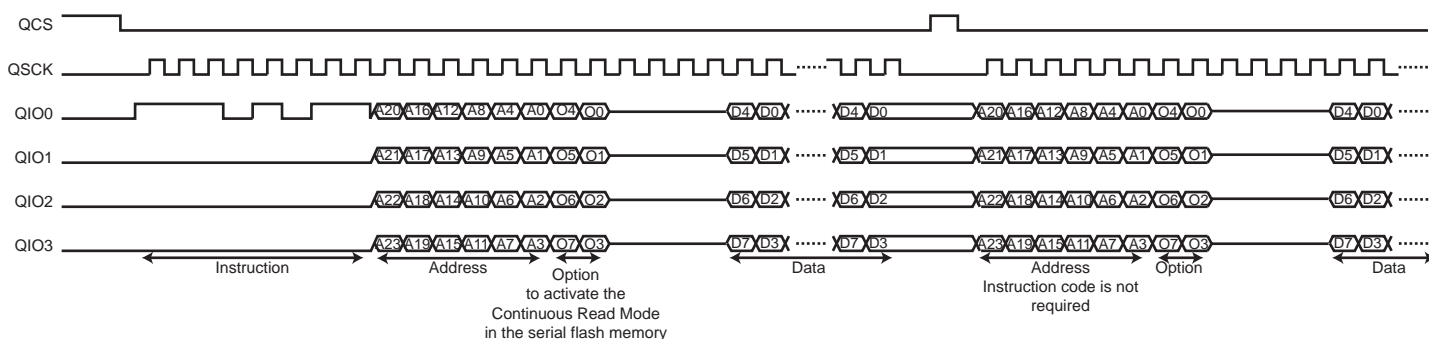 QCS
QSCK
QIO0 A20 A16 A12 A8 A4 A0 O4 O0 D4 D0 D4 D0 A20 A16 A12 A8 A4 A0 O4 O0 D4 D0
QIO1 A21 A17 A13 A9 A5 A1 O5 O1 D5 D1 D5 D1 A21 A17 A13 A9 A5 A1 O5 O1 D5 D1
QIO2 A22 A18 A14 A10 A6 A2 O6 O2 D6 D2 D6 D2 A22 A18 A14 A10 A6 A2 O6 O2 D6 D2
QIO3 A23 A19 A15 A11 A7 A3 O7 O3 D7 D3 D7 D3 A23 A19 A15 A11 A7 A3 O7 O3 D7 D3
Instruction Address Option Data Address Option Data
to activate the
Continuous Read Mode
in the serial flash memory
Instruction code is not
required